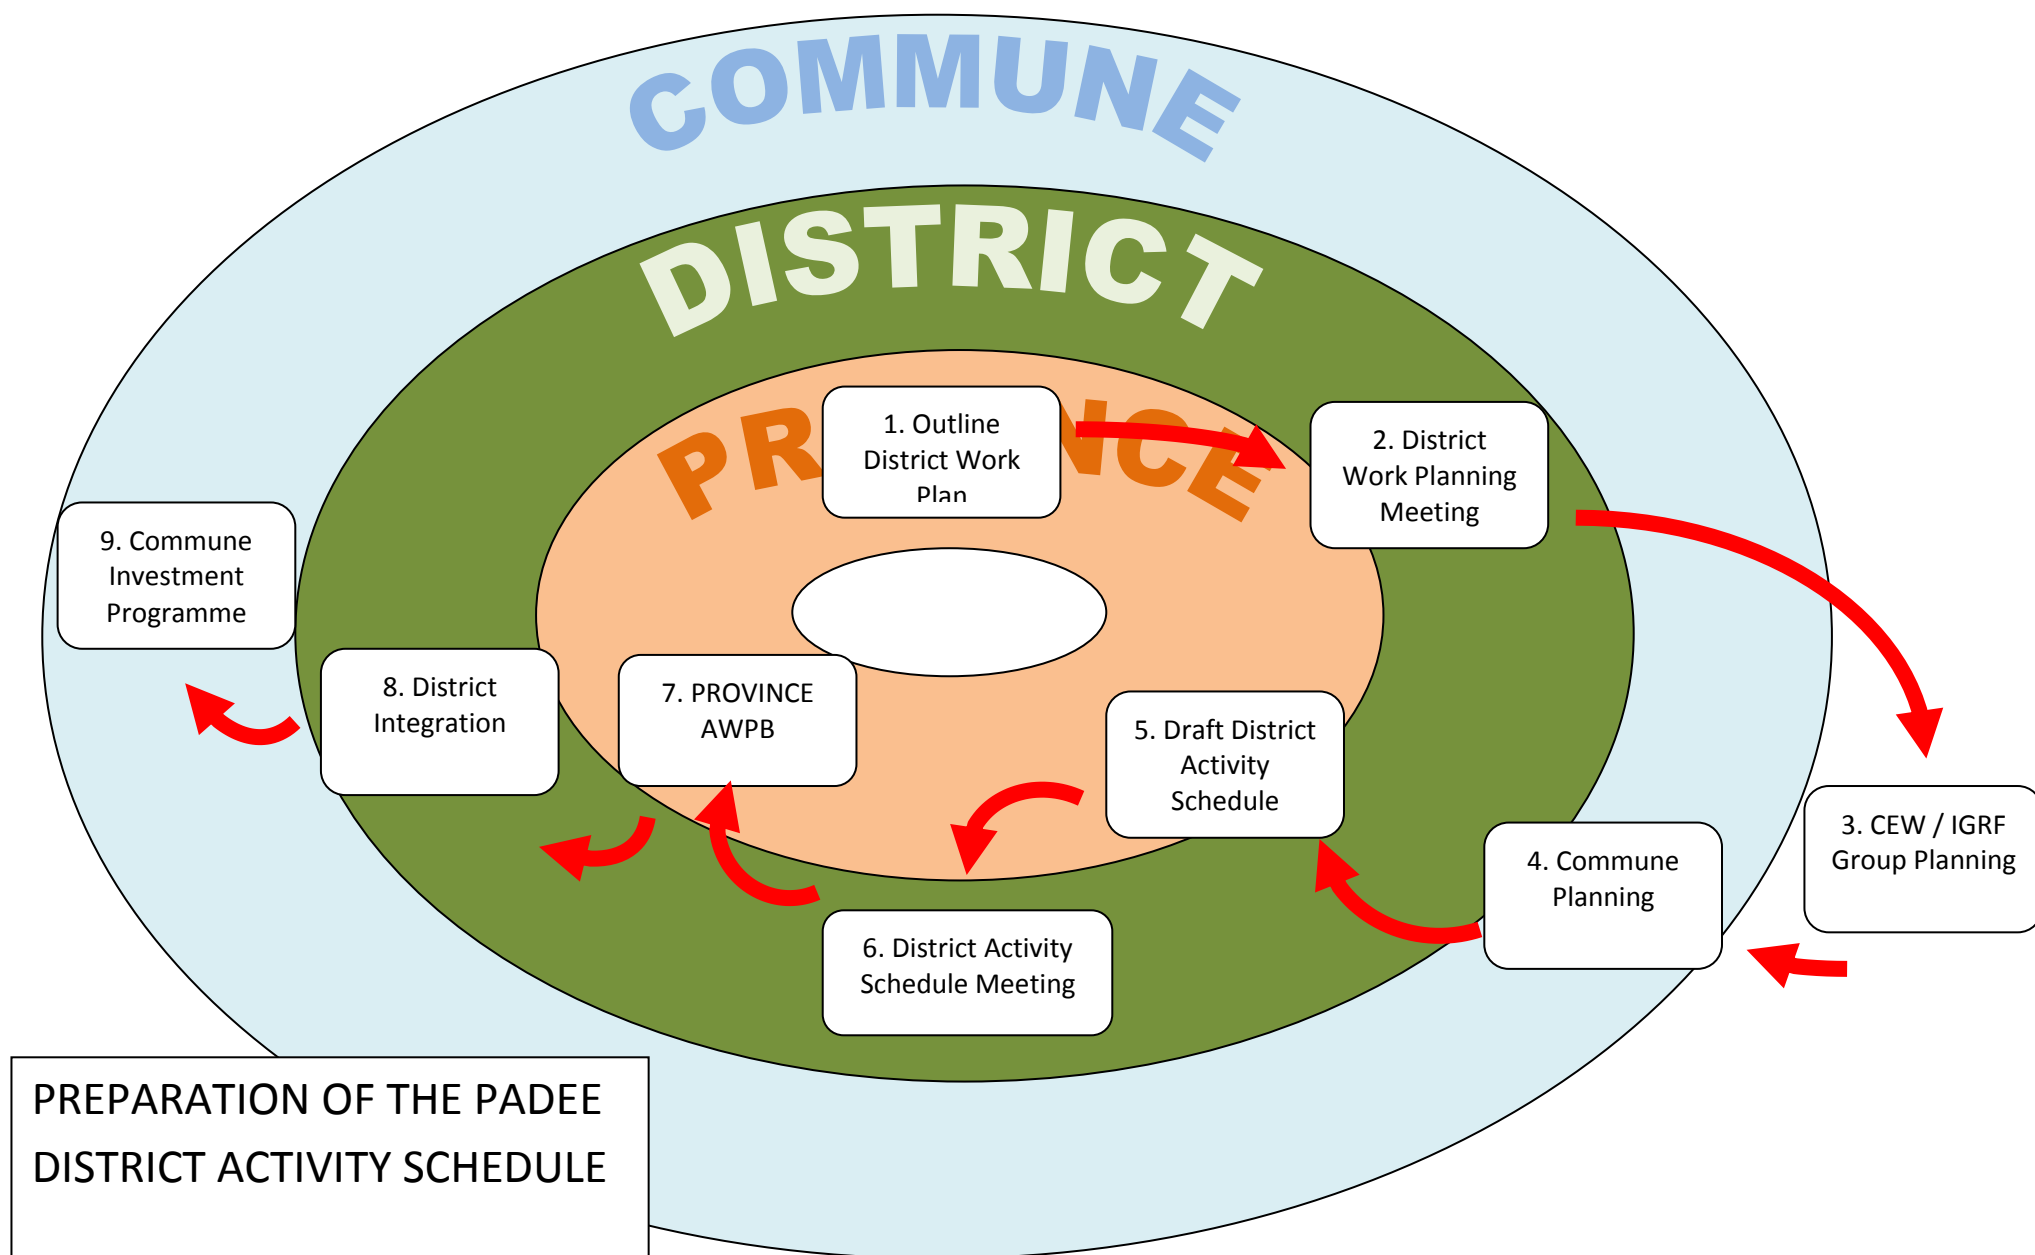 COMMUNE
DISTRICT
PR NCE
1. Outline
District Work
Plan
2. District
Work Planning
Meeting
9. Commune
Investment
Programme
8. District
Integration
7. PROVINCE
AWPB
5. Draft District
Activity
Schedule
3. CEW / IGRF
Group Planning
4. Commune
Planning
6. District Activity
Schedule Meeting
PREPARATION OF THE PADEE
DISTRICT ACTIVITY SCHEDULE